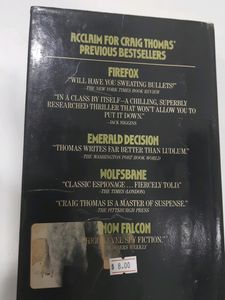 ACCLAIM FOR CRAIG THOMAS'
PREVIOUS BESTSELLERS
FIREFOX
"WILL HAVE YOU SWEATING BULLETS!"
—THE NEW YORK TIMES BOOK REVIEW
"IN A CLASS BY ITSELF—A CHILLING, SUPERBLY
RESEARCHED THRILLER THAT WON'T ALLOW YOU TO
PUT IT DOWN."
—JACK HIGGINS
EMERALD DECISION
"THOMAS WRITES FAR BETTER THAN LUDLUM."
—THE WASHINGTON POST BOOK WORLD
WOLFSBANE
"CLASSIC ESPIONAGE... FIERCELY TOLD."
—THE TIMES (LONDON)
"CRAIG THOMAS IS A MASTER OF SUSPENSE."
—THE PITTSBURGH PRESS
SNOW FALCON
LEVEL SPY FICTION."
WEEKLY
$ 8.00